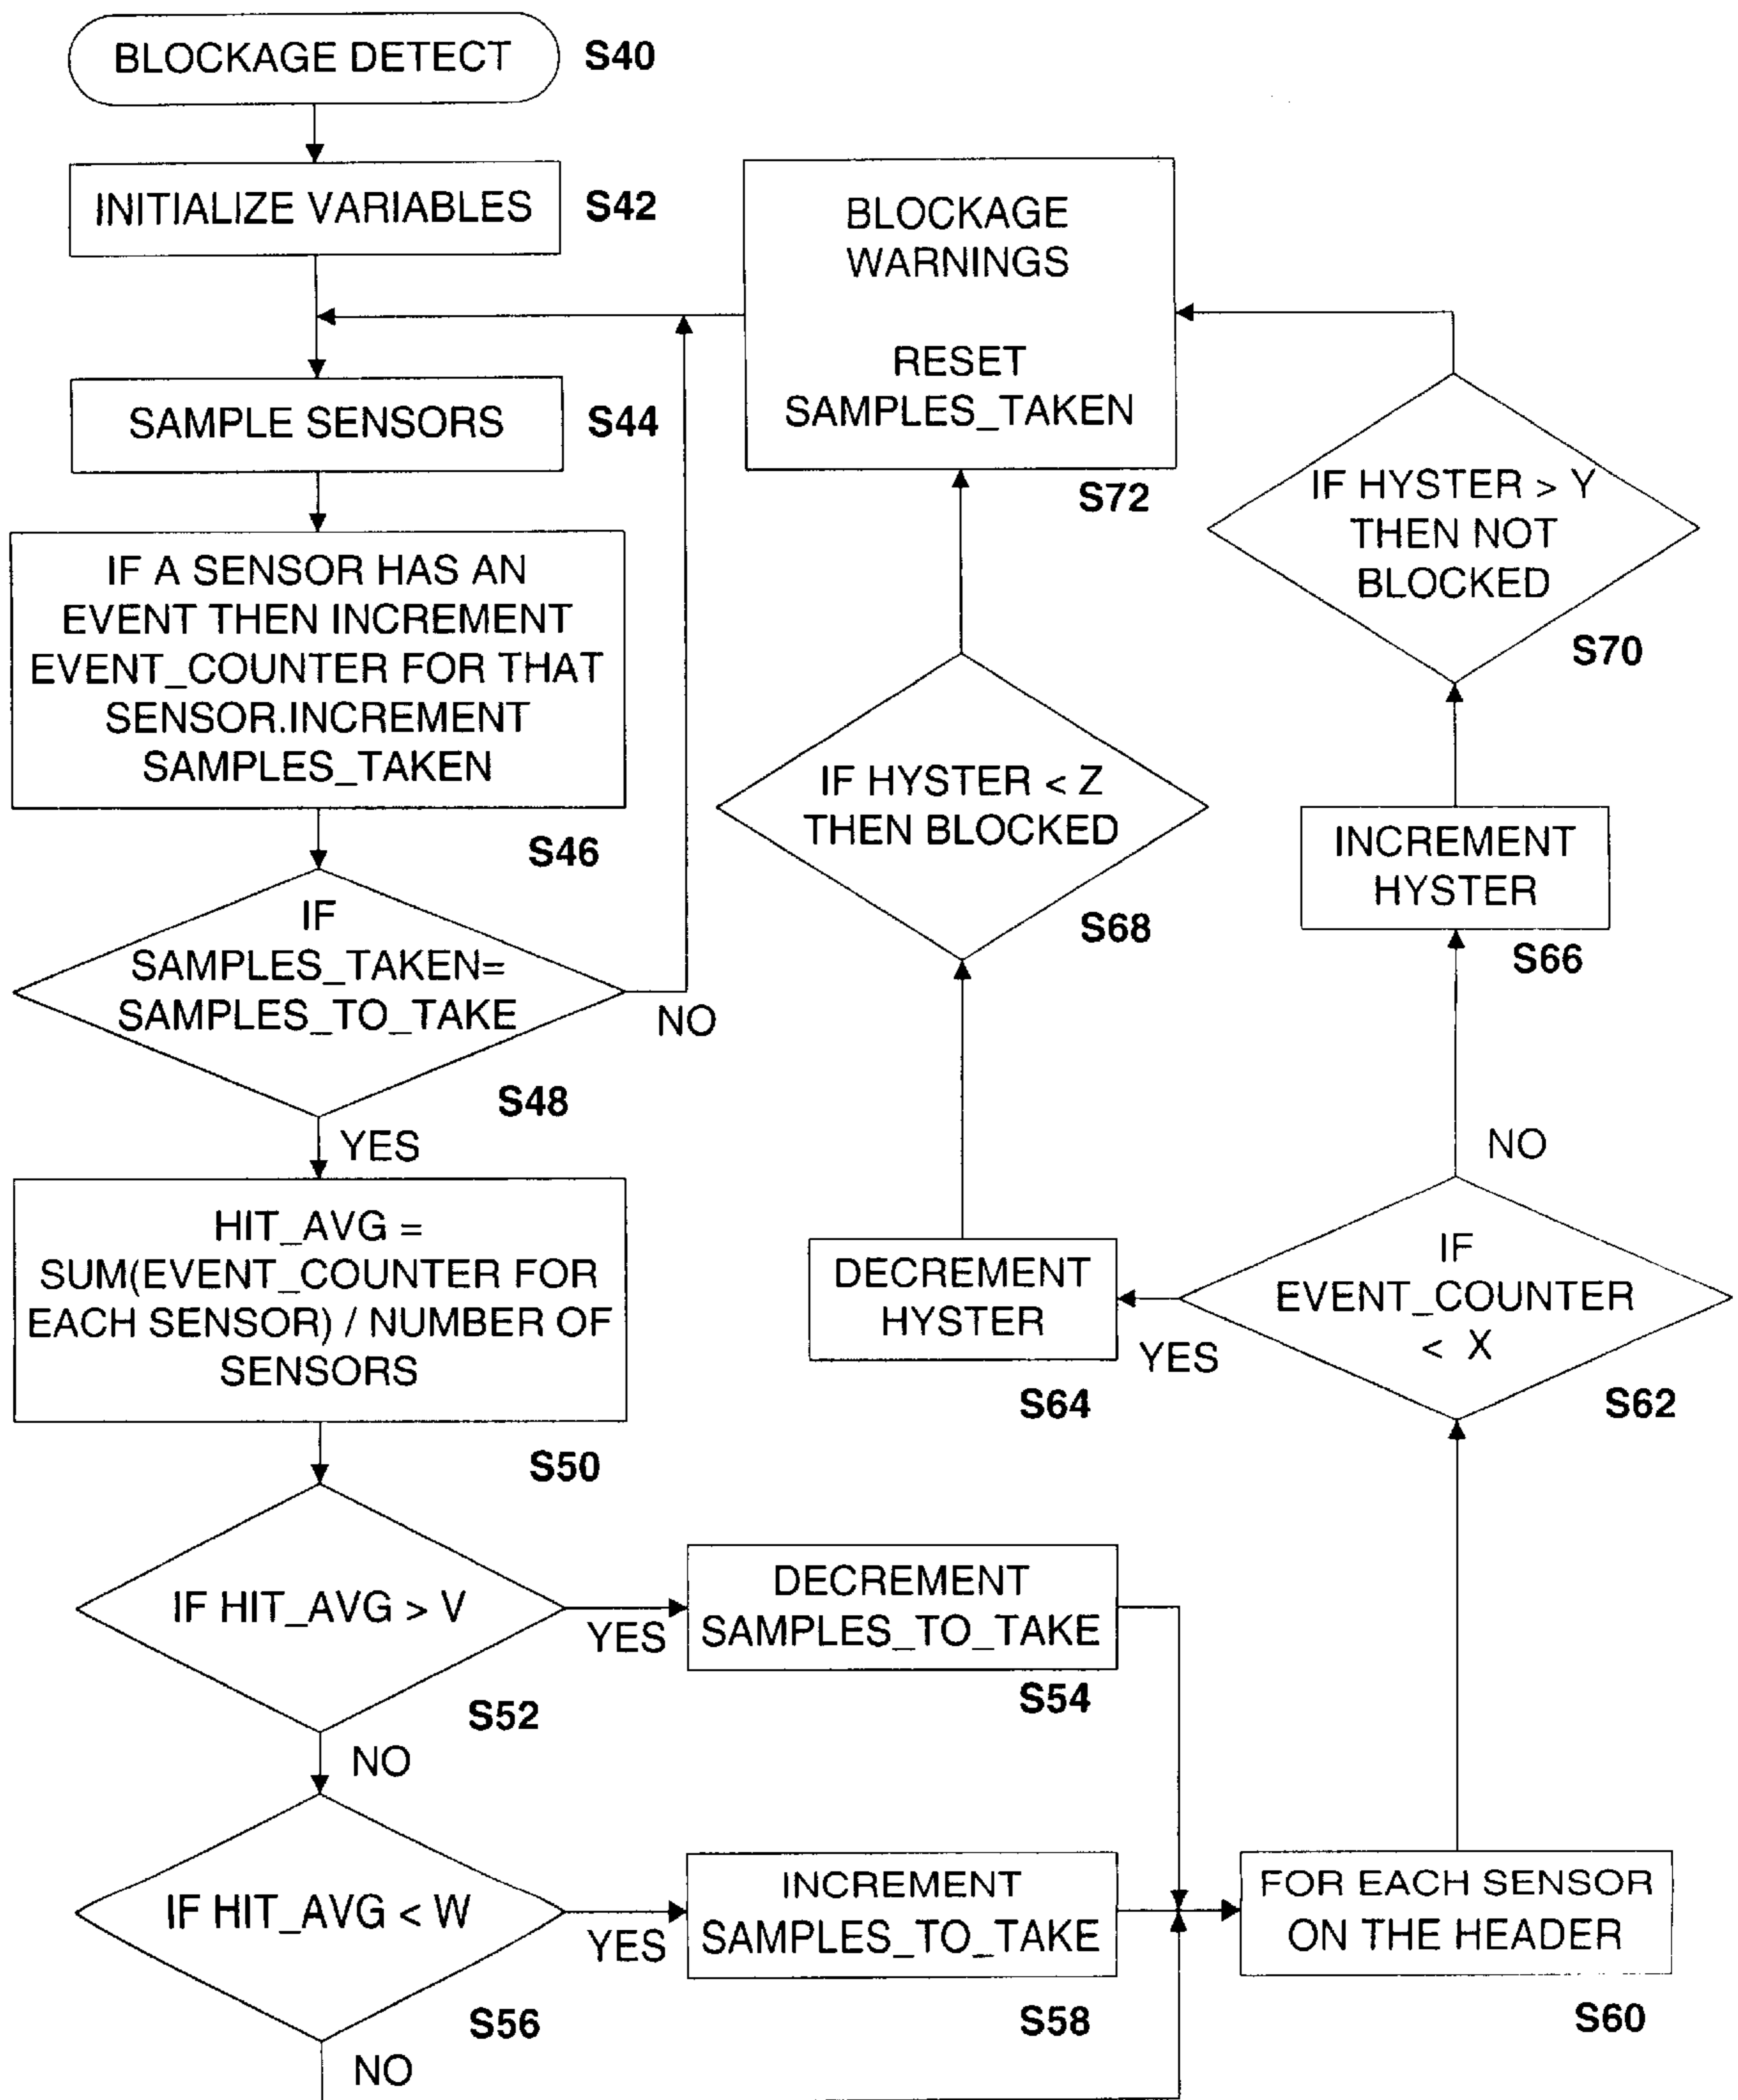 BLOCKAGE DETECT
S40
INITIALIZE VARIABLES
S42
SAMPLE SENSORS
S44
IF A SENSOR HAS AN
EVENT THEN INCREMENT
EVENT_COUNTER FOR THAT
SENSOR.INCREMENT
SAMPLES_TAKEN
S46
IF
SAMPLES_TAKEN=
SAMPLES_TO_TAKE
NO
S48
YES
HIT_AVG =
SUM(EVENT_COUNTER FOR
EACH SENSOR) / NUMBER OF
SENSORS
S50
IF HIT_AVG > V
YES
S52
NO
DECREMENT
SAMPLES_TO_TAKE
S54
IF HIT_AVG < W
YES
S56
NO
INCREMENT
SAMPLES_TO_TAKE
S58
FOR EACH SENSOR
ON THE HEADER
S60
IF
EVENT_COUNTER
< X
S62
YES
NO
DECREMENT
HYSTER
S64
INCREMENT
HYSTER
S66
IF HYSTER < Z
THEN BLOCKED
S68
IF HYSTER > Y
THEN NOT
BLOCKED
S70
BLOCKAGE
WARNINGS
RESET
SAMPLES_TAKEN
S72